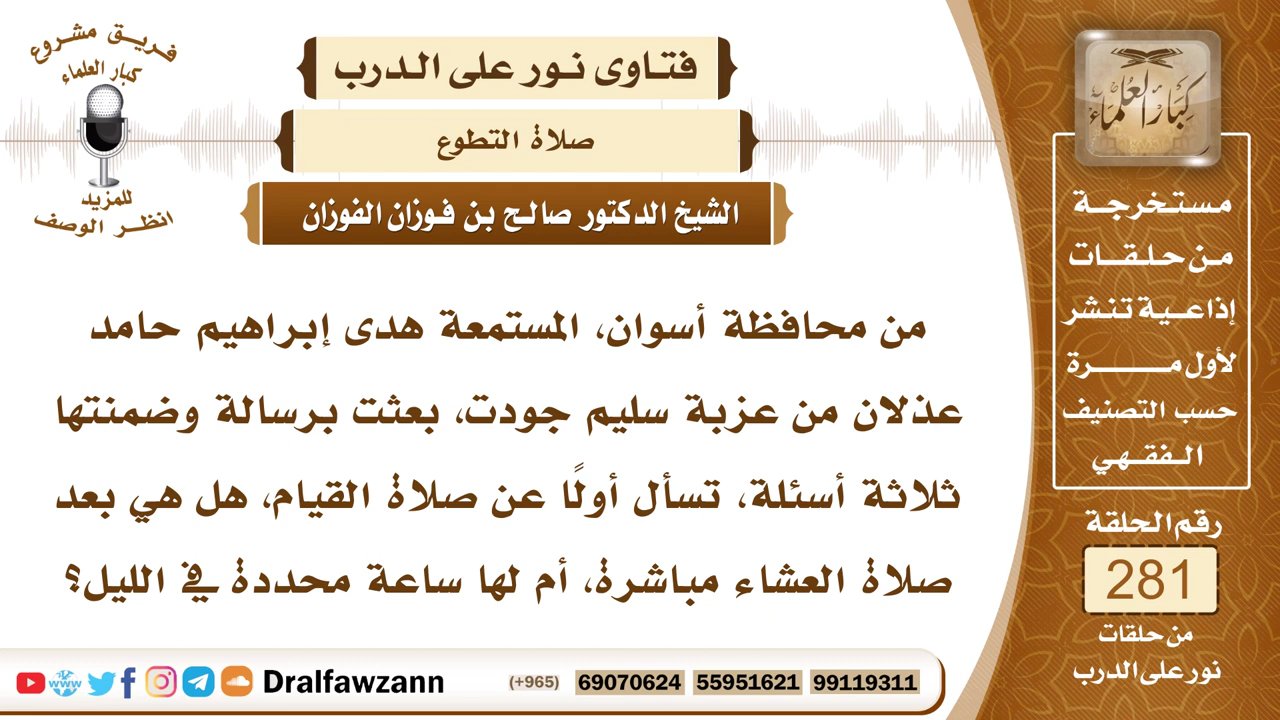 فريق مشروع
كبار العلماء
للمزيد
انظر الوصف
فتاوى نور على الدرب
صلاة التطوع
الشيخ الدكتور صالح بن فوزان الفوزان
من محافظة أسوان، المستمعة هدى إبراهيم حامد
عذلان من عزبة سليم جودت، بعثت برسالة وضمنتها
ثلاثة أسئلة، تسأل أولًا عن صلاة القيام، هل هي بعد
صلاة العشاء مباشرة، أم لها ساعة محددة في الليل؟
كبار العلماء
مستخرجة
من حلقات
إذاعية تنشر
لأول مرة
حسب التصنيف
الفقهي
رقم الحلقة
281
من حلقات
نور على الدرب
www Dralfawzann (+965) 69070624 55951621 99119311